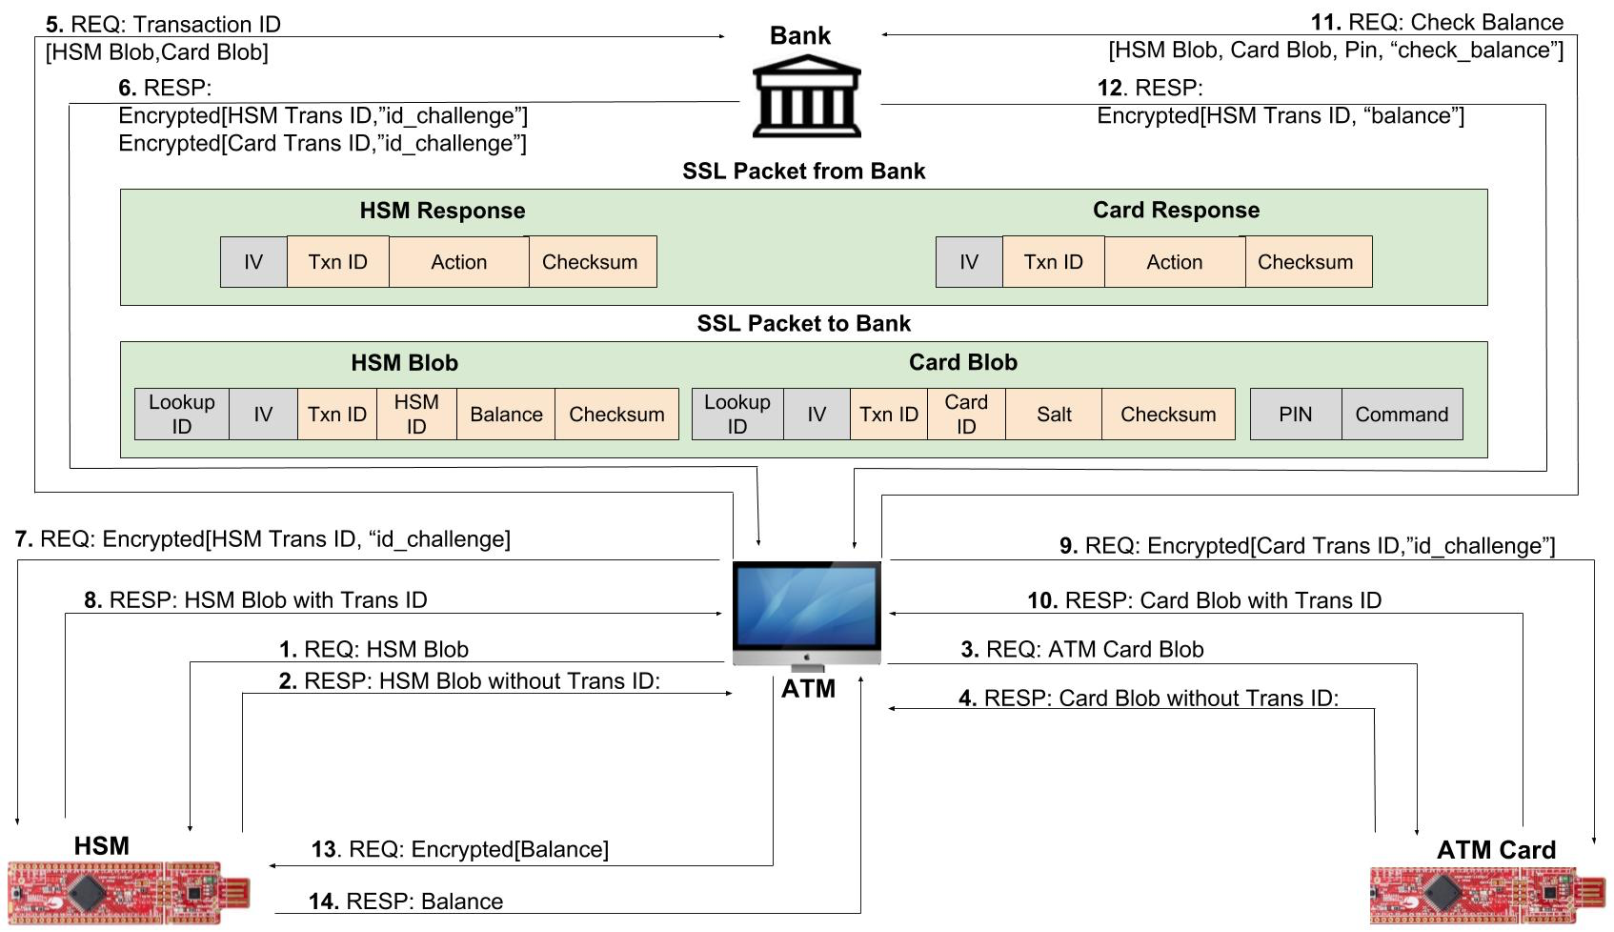 5. REQ: Transaction ID
[HSM Blob,Card Blob]
6. RESP:
Encrypted[HSM Trans ID,”id_challenge”]
Encrypted[Card Trans ID,”id_challenge”]
Bank
11. REQ: Check Balance
[HSM Blob, Card Blob, Pin, “check_balance”]
12. RESP:
Encrypted[HSM Trans ID, “balance”]
SSL Packet from Bank
HSM Response
IV
Txn ID
Action
Checksum
Card Response
IV
Txn ID
Action
Checksum
SSL Packet to Bank
HSM Blob
Lookup
ID
IV
Txn ID
HSM
ID
Balance
Checksum
Card Blob
Lookup
ID
IV
Txn ID
Card
ID
Salt
Checksum
PIN
Command
7. REQ: Encrypted[HSM Trans ID, “id_challenge]
8. RESP: HSM Blob with Trans ID
1. REQ: HSM Blob
2. RESP: HSM Blob without Trans ID:
ATM
9. REQ: Encrypted[Card Trans ID,”id_challenge”]
10. RESP: Card Blob with Trans ID
3. REQ: ATM Card Blob
4. RESP: Card Blob without Trans ID:
HSM
13. REQ: Encrypted[Balance]
14. RESP: Balance
ATM Card